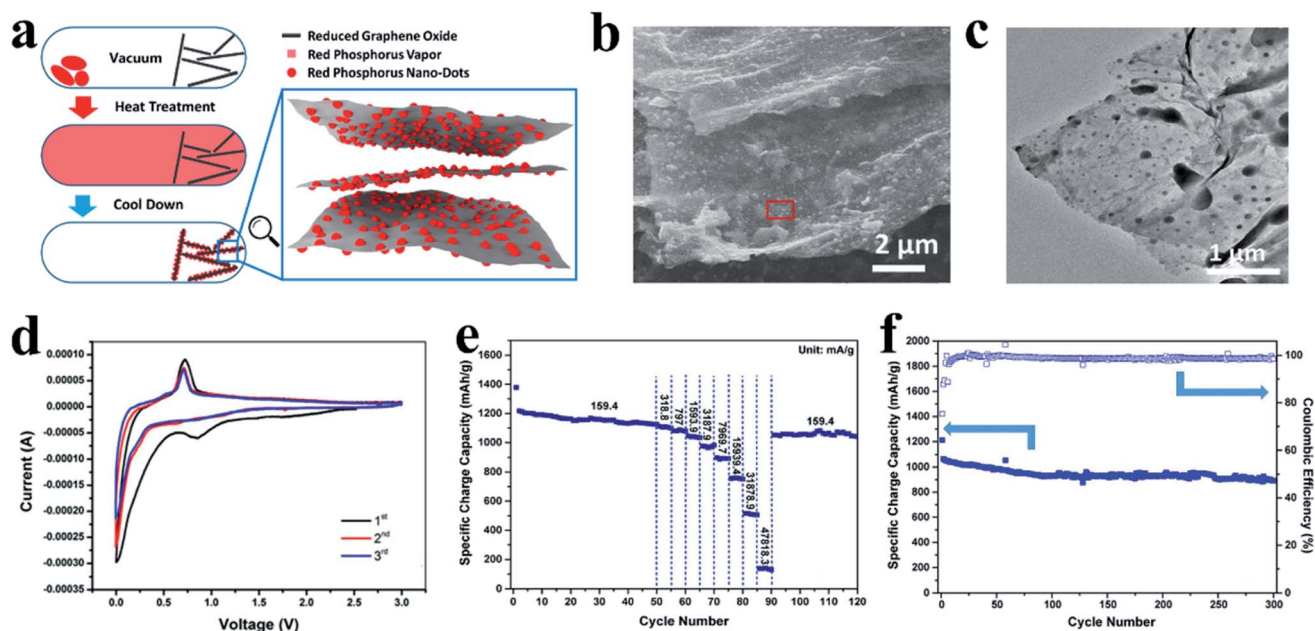 a
Vacuum
Heat Treatment
Cool Down
Reduced Graphene Oxide
Red Phosphorus Vapor
Red Phosphorus Nano-Dots
b
2 μm
c
1 μm
d
0.00010
0.00005
0.00000
-0.00005
-0.00010
-0.00015
-0.00020
-0.00025
-0.00030
-0.00035
Current (A)
1st
2nd
3rd
0.0 0.5 1.0 1.5 2.0 2.5 3.0
Voltage (V)
e
Specific Charge Capacity (mAh/g)
1600
1400
1200
1000
800
600
400
200
0
Unit: mA/g
159.4
318.8
797
1593.9
3187.9
7969.7
15939.4
31878.9
47818.3
159.4
0 10 20 30 40 50 60 70 80 90 100 110 120
Cycle Number
f
Specific Charge Capacity (mAh/g)
2000
1800
1600
1400
1200
1000
800
600
400
200
0
100
80
60
40
20
0
Coulombic Efficiency (%)
0 50 100 150 200 250 300
Cycle Number